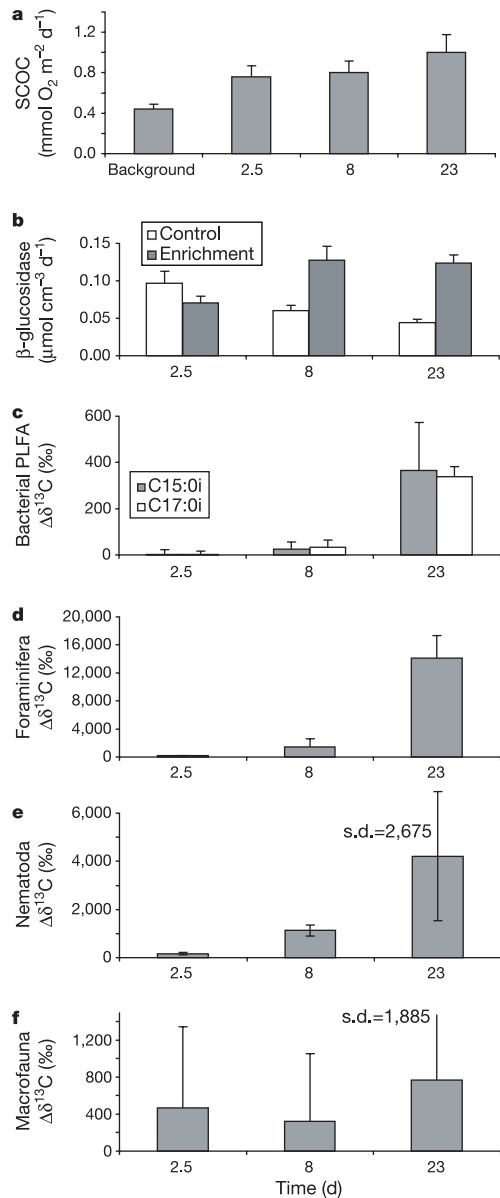 a
SCOC
(mmol O₂ m⁻² d⁻¹)
1.2
0.8
0.4
0.0
Background
2.5
8
23
b
β-glucosidase
(μmol cm⁻³ d⁻¹)
Control
Enrichment
0.15
0.10
0.05
0.00
2.5
8
23
c
Bacterial PLFA
Δδ¹³C (‰)
600
400
200
0
C15:0i
C17:0i
2.5
8
23
d
Foraminifera
Δδ¹³C (‰)
20,000
16,000
12,000
8,000
4,000
0
2.5
8
23
e
Nematoda
Δδ¹³C (‰)
6,000
4,000
2,000
0
s.d.=2,675
2.5
8
23
f
Macrofauna
Δδ¹³C (‰)
1,200
800
400
0
s.d.=1,885
2.5
8
23
Time (d)